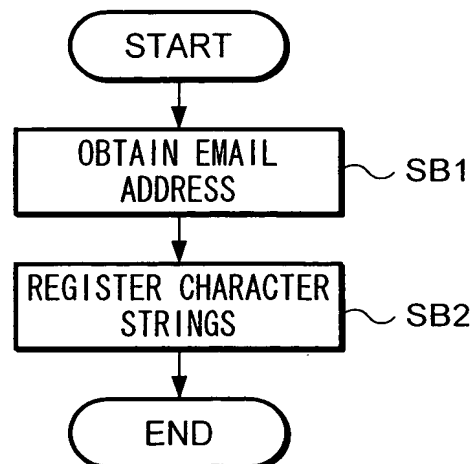 START
OBTAIN EMAIL
ADDRESS
SB1
REGISTER CHARACTER
STRINGS
SB2
END